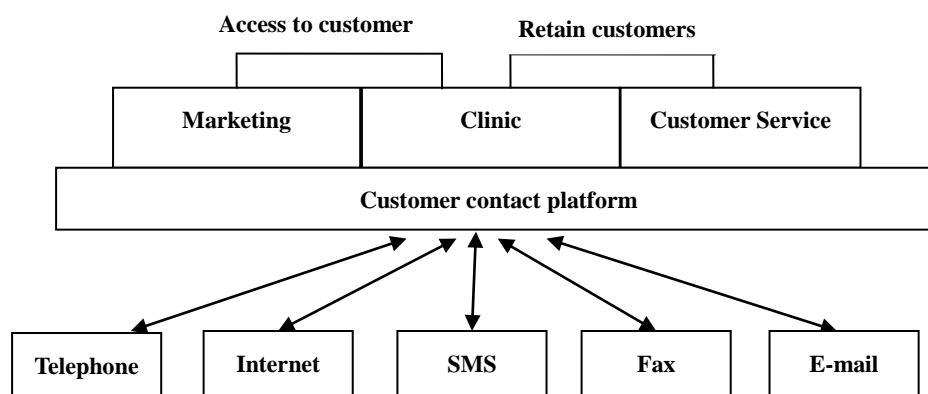 Access to customer
Retain customers
Marketing
Clinic
Customer Service
Customer contact platform
Telephone
Internet
SMS
Fax
E-mail